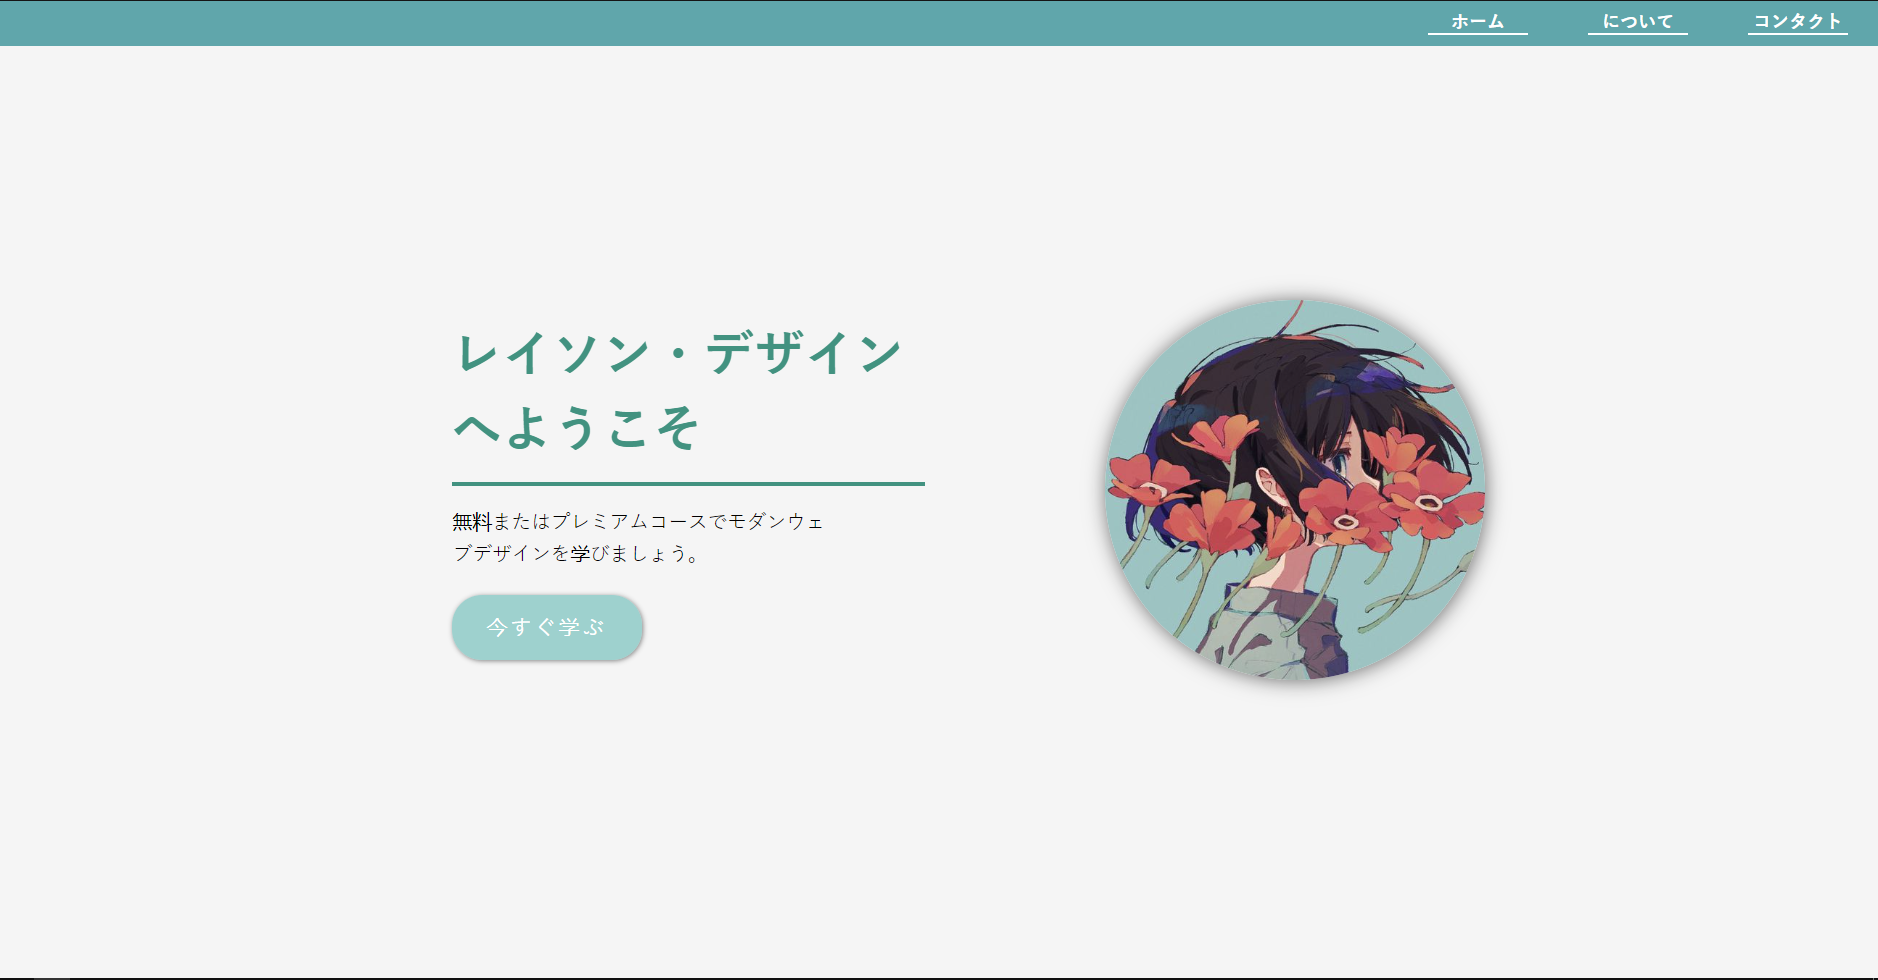 ホーム
について
コンタクト
レイソン・デザイン
へようこそ
無料またはプレミアムコースでモダンウェ
ブデザインを学びましょう。
今すぐ学ぶ